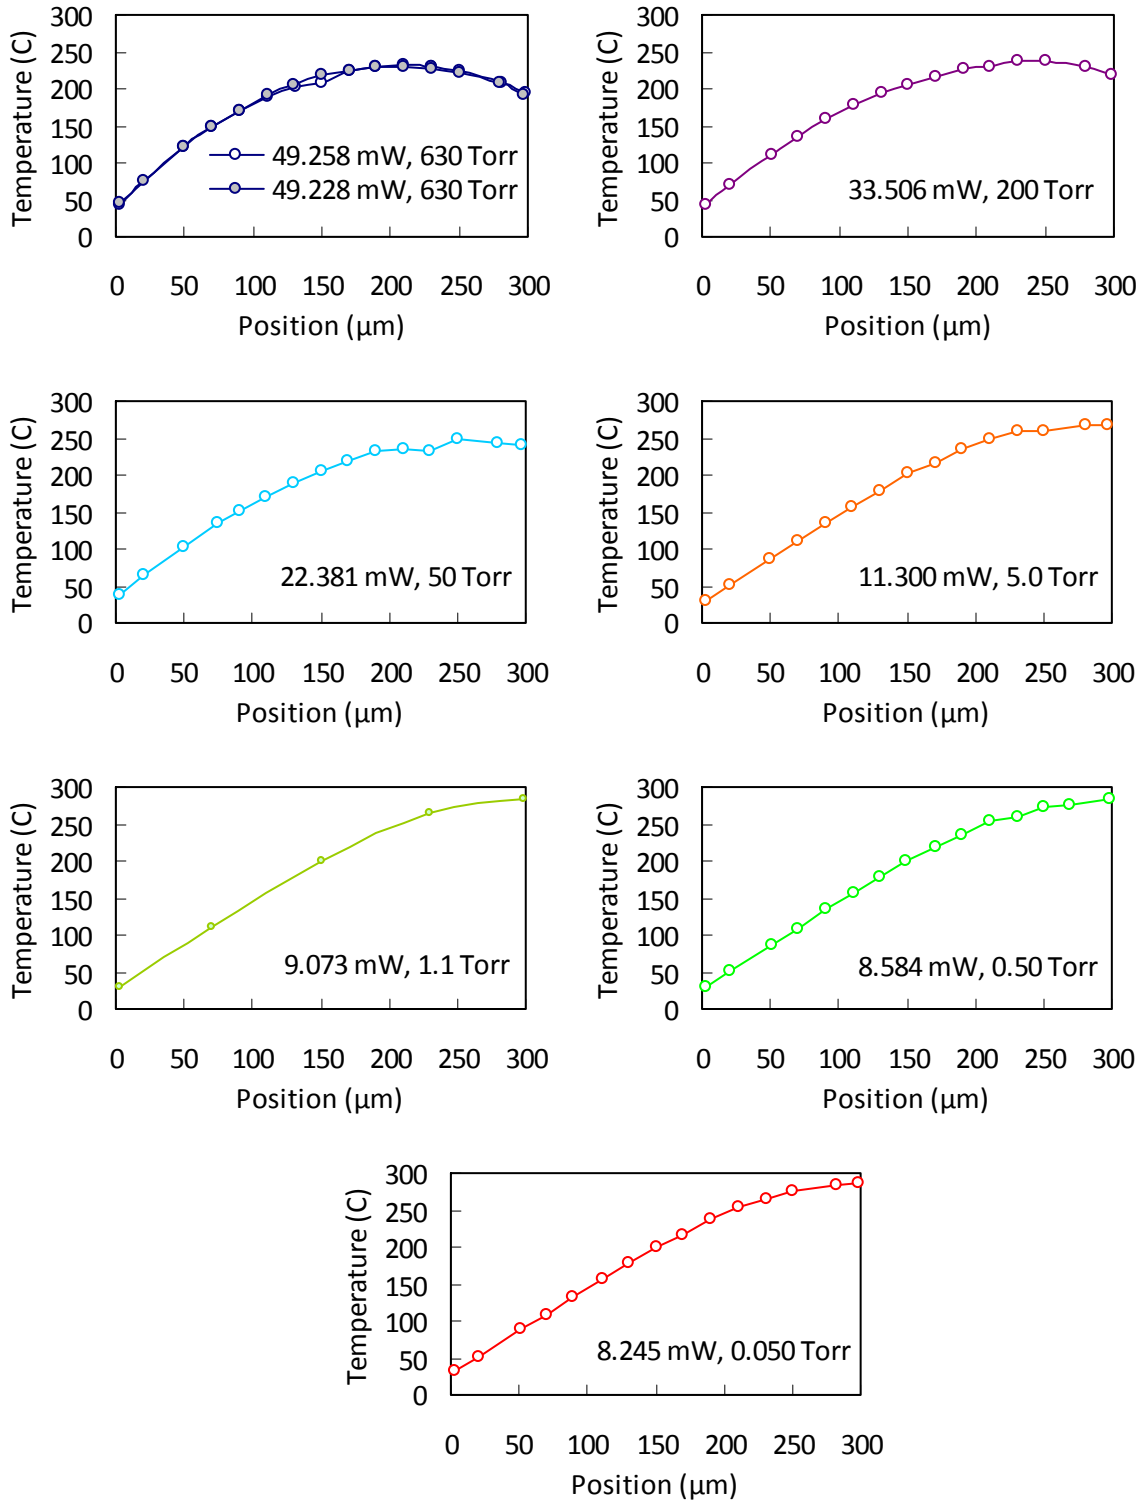 Temperature (C)
300
250
200
150
100
50
0
49.258 mW, 630 Torr
49.228 mW, 630 Torr
0 50 100 150 200 250 300
Position (µm)
Temperature (C)
300
250
200
150
100
50
0
33.506 mW, 200 Torr
0 50 100 150 200 250 300
Position (µm)
Temperature (C)
300
250
200
150
100
50
0
22.381 mW, 50 Torr
0 50 100 150 200 250 300
Position (µm)
Temperature (C)
300
250
200
150
100
50
0
11.300 mW, 5.0 Torr
0 50 100 150 200 250 300
Position (µm)
Temperature (C)
300
250
200
150
100
50
0
9.073 mW, 1.1 Torr
0 50 100 150 200 250 300
Position (µm)
Temperature (C)
300
250
200
150
100
50
0
8.584 mW, 0.50 Torr
0 50 100 150 200 250 300
Position (µm)
Temperature (C)
300
250
200
150
100
50
0
8.245 mW, 0.050 Torr
0 50 100 150 200 250 300
Position (µm)